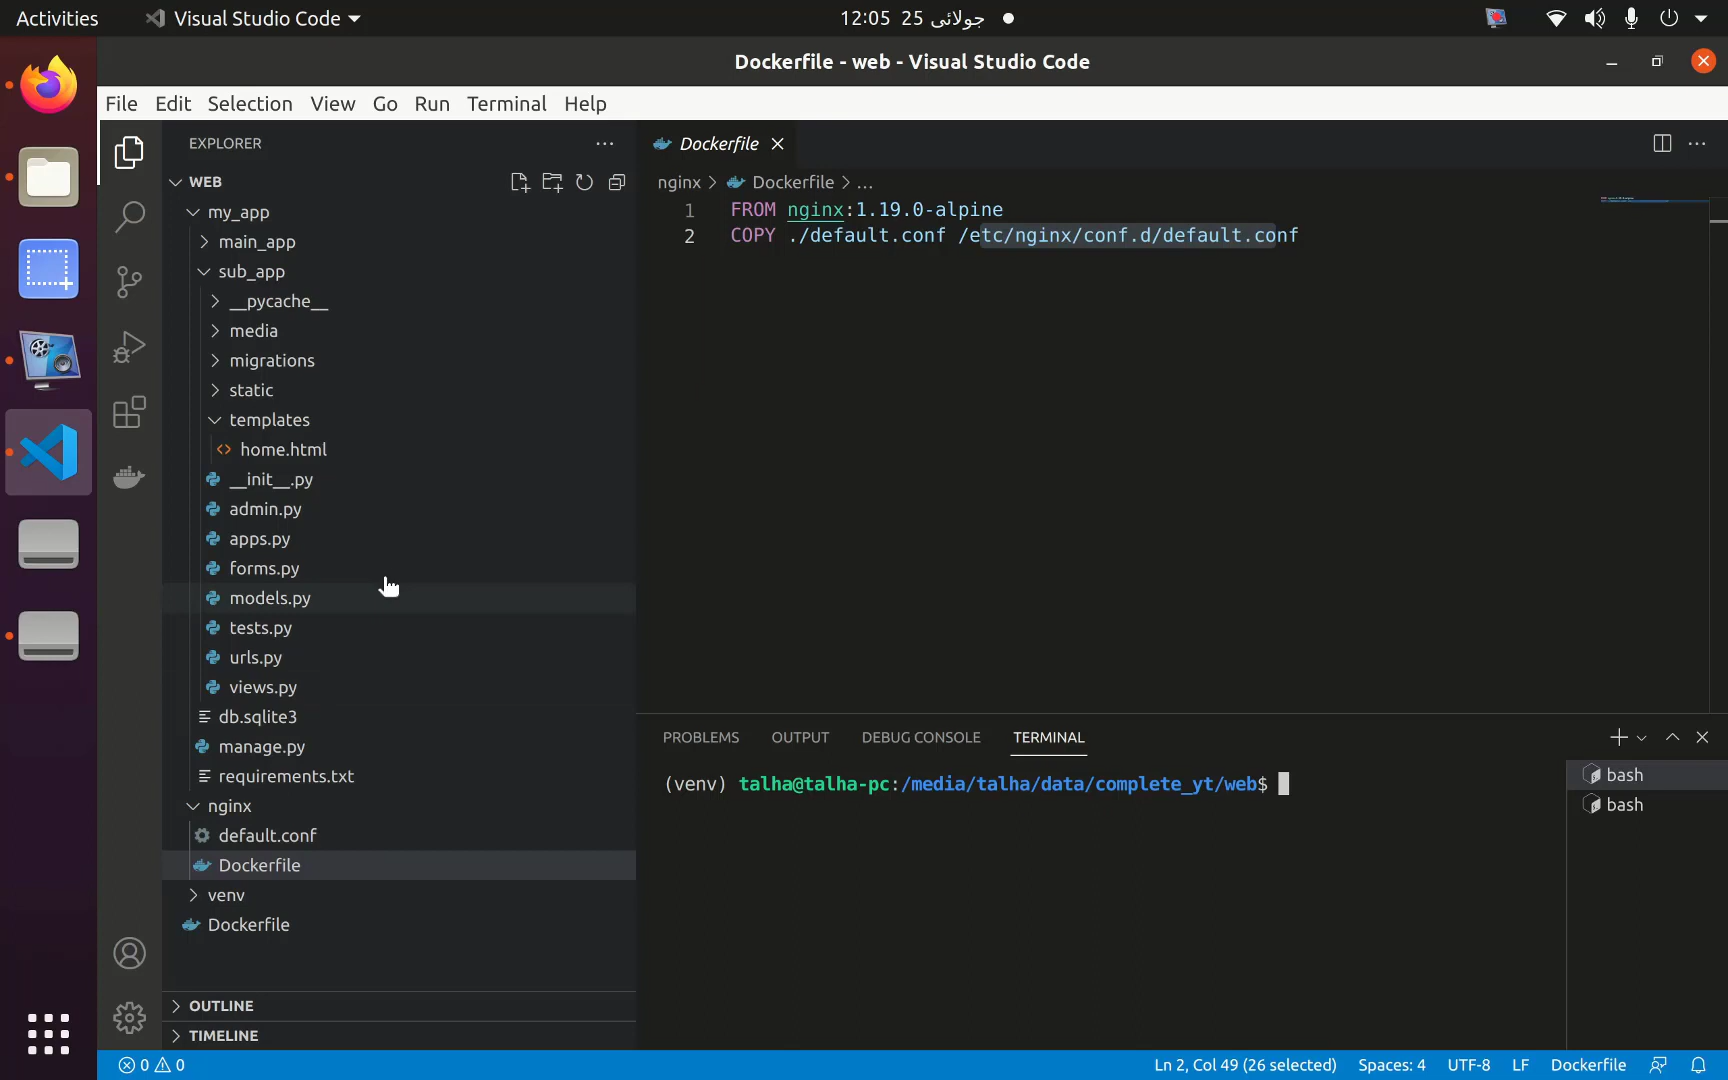 Activities
Visual Studio Code
12:05 25 جولائی
Dockerfile - web - Visual Studio Code
File Edit Selection View Go Run Terminal Help
EXPLORER
WEB
my_app
main_app
sub_app
__pycache__
media
migrations
static
templates
home.html
__init__.py
admin.py
apps.py
forms.py
models.py
tests.py
urls.py
views.py
db.sqlite3
manage.py
requirements.txt
nginx
default.conf
Dockerfile
venv
Dockerfile
OUTLINE
TIMELINE
Dockerfile
nginx > Dockerfile > ...
1 FROM nginx:1.19.0-alpine
2 COPY ./default.conf /etc/nginx/conf.d/default.conf
PROBLEMS OUTPUT DEBUG CONSOLE TERMINAL
(venv) talha@talha-pc:/media/talha/data/complete_yt/web$
bash
bash
0 0
Ln 2, Col 49 (26 selected) Spaces: 4 UTF-8 LF Dockerfile